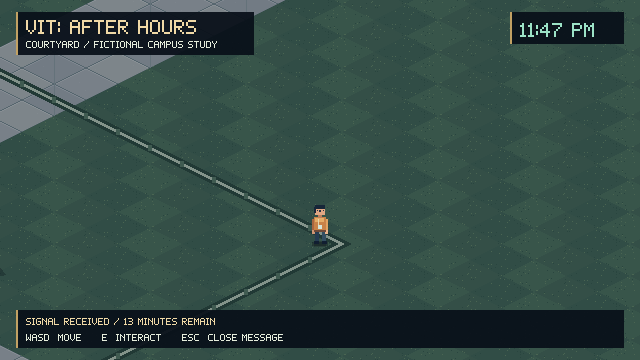 VIT: AFTER HOURS
COURTYARD / FICTIONAL CAMPUS STUDY
11:47 PM
SIGNAL RECEIVED / 13 MINUTES REMAIN
WASD MOVE E INTERACT ESC CLOSE MESSAGE